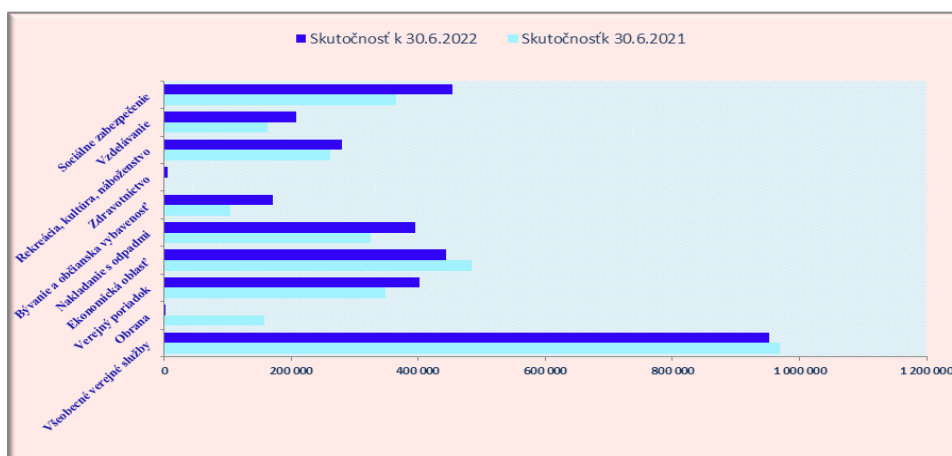 Skutočnosť k 30.6.2022 Skutočnosťk 30.6.2021
Sociálne zabezpečenie
Vzdelávanie
Rekreácia, kultúra, náboženstvo
Zdravotníctvo
Bývanie a občianska vybavenosť
Nakladanie s odpadmi
Ekonomická oblasť
Verejný poriadok
Obrana
Všeobecné verejné služby
0 200 000 400 000 600 000 800 000 1 000 000 1 200 000